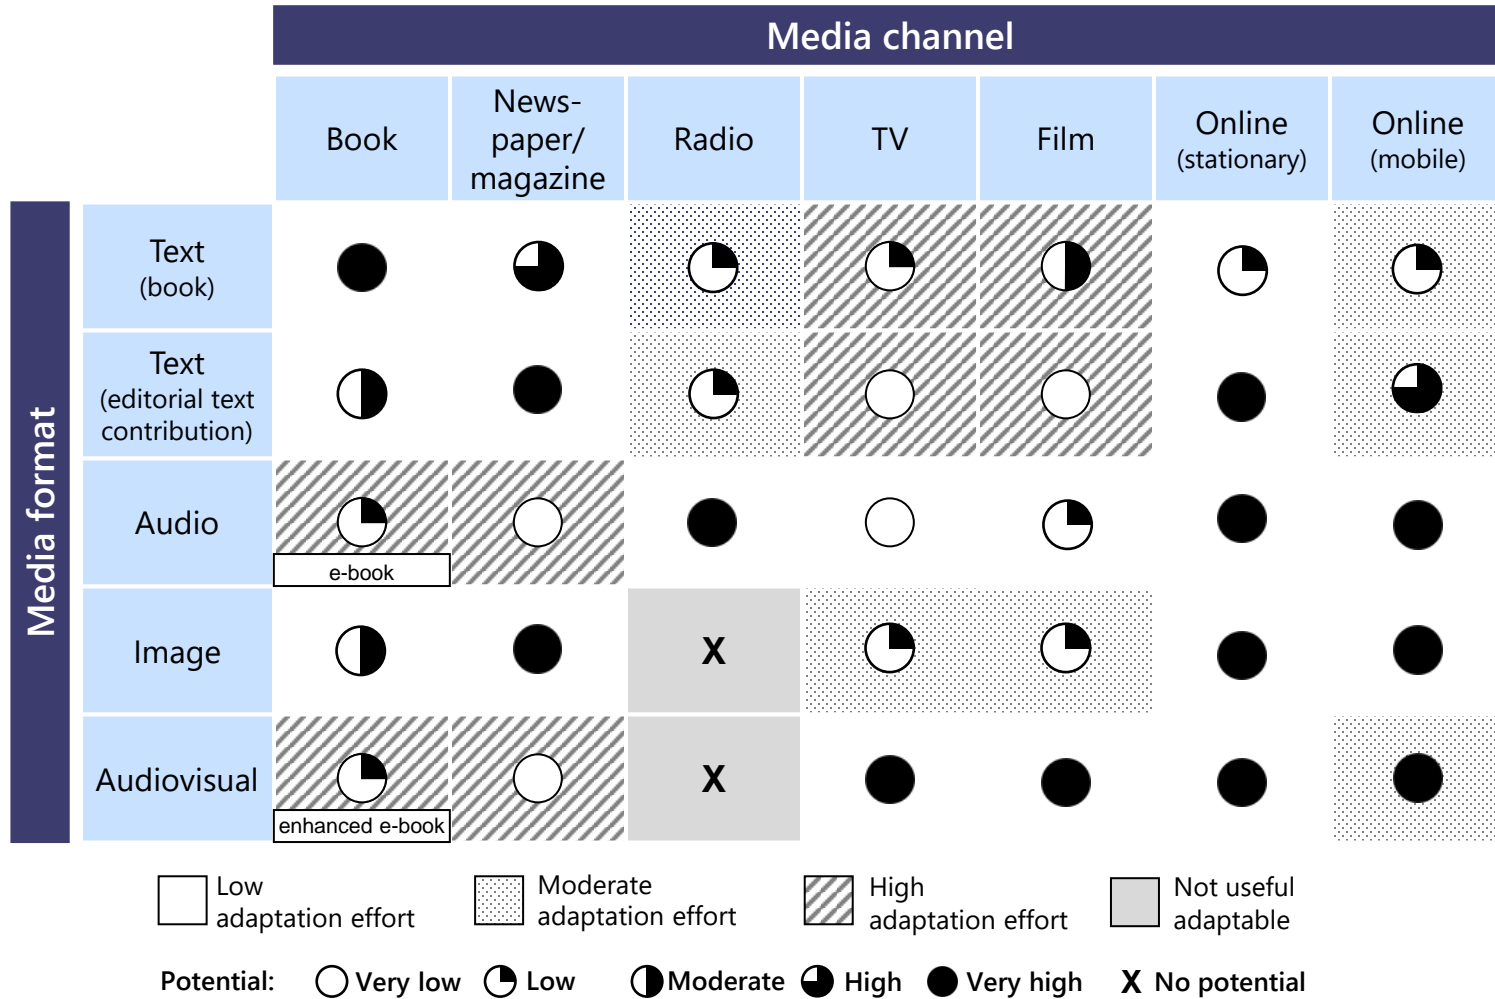 Media channel
Book
News-
paper/
magazine
Radio
TV
Film
Online
(stationary)
Online
(mobile)
Media format
Text
(book)
Text
(editorial text
contribution)
Audio
e-book
Image
X
Audiovisual
enhanced e-book
X
Low
adaptation effort
Moderate
adaptation effort
High
adaptation effort
Not useful
adaptable
Potential: Very low Low Moderate High Very high X No potential